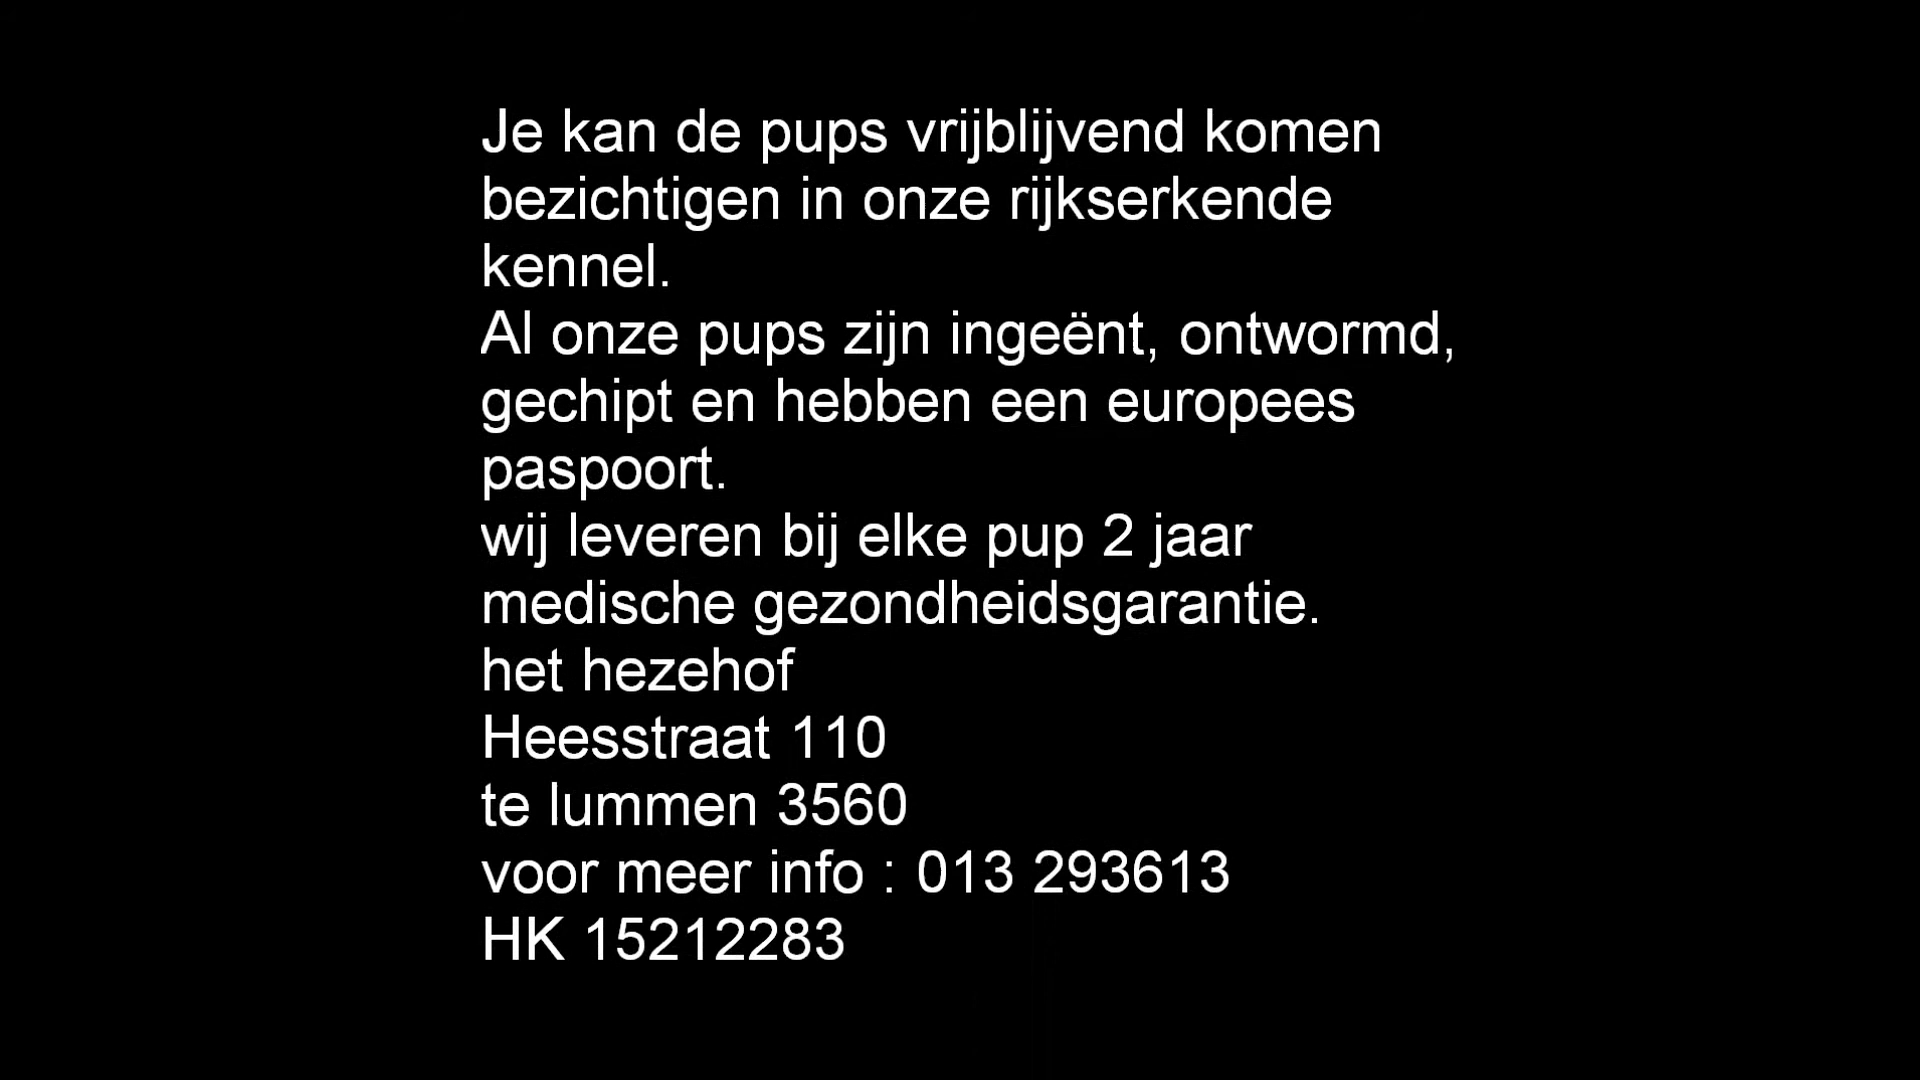 Je kan de pups vrijblijvend komen
bezichtigen in onze rijkserkende
kennel.
Al onze pups zijn ingeënt, ontwormd,
gechipt en hebben een europees
paspoort.
wij leveren bij elke pup 2 jaar
medische gezondheidsgarantie.
het hezehof
Heesstraat 110
te lummen 3560
voor meer info : 013 293613
HK 15212283